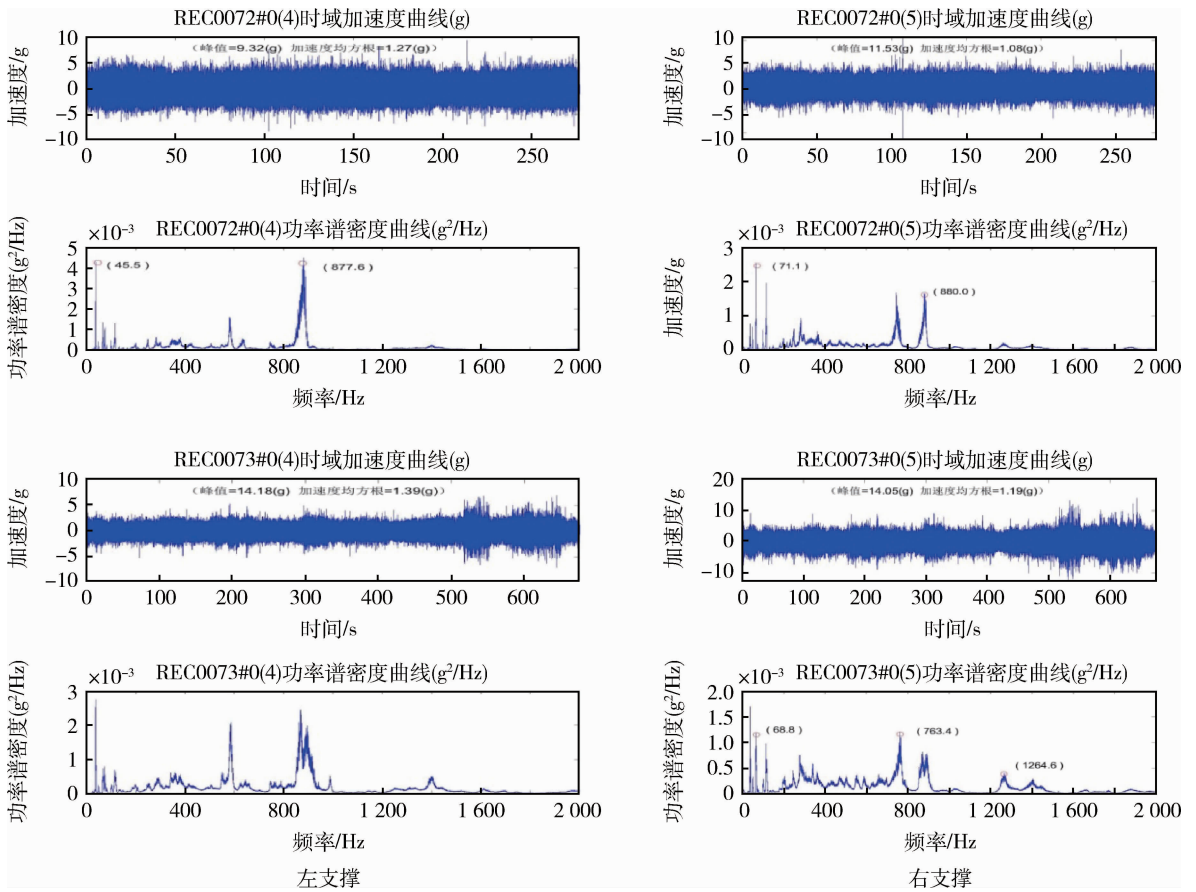 REC0072#0(4)时域加速度曲线(g)
(峰值=9.32(g) 加速度均方根=1.27(g))
加速度/g
10
5
0
−5
−10
0 50 100 150 200 250
时间/s
REC0072#0(5)时域加速度曲线(g)
(峰值=11.53(g) 加速度均方根=1.08(g))
加速度/g
10
5
0
−5
−10
0 50 100 150 200 250
时间/s
REC0072#0(4)功率谱密度曲线(g²/Hz)
×10⁻³
功率谱密度(g²/Hz)
5
4
3
2
1
0
(45.5)
(877.6)
0 400 800 1 200 1 600 2 000
频率/Hz
REC0072#0(5)功率谱密度曲线(g²/Hz)
×10⁻³
加速度/g
3
2
1
0
(71.1)
(880.0)
0 400 800 1 200 1 600 2 000
频率/Hz
REC0073#0(4)时域加速度曲线(g)
(峰值=14.18(g) 加速度均方根=1.39(g))
加速度/g
10
5
0
−5
−10
0 100 200 300 400 500 600
时间/s
REC0073#0(5)时域加速度曲线(g)
(峰值=14.05(g) 加速度均方根=1.19(g))
加速度/g
20
10
0
−10
0 100 200 300 400 500 600
时间/s
REC0073#0(4)功率谱密度曲线(g²/Hz)
×10⁻³
功率谱密度(g²/Hz)
3
2
1
0
0 400 800 1 200 1 600 2 000
频率/Hz
左支撑
REC0073#0(5)功率谱密度曲线(g²/Hz)
×10⁻³
功率谱密度(g²/Hz)
2.0
1.5
1.0
0.5
0
(68.8)
(763.4)
(1264.6)
0 400 800 1 200 1 600 2 000
频率/Hz
右支撑